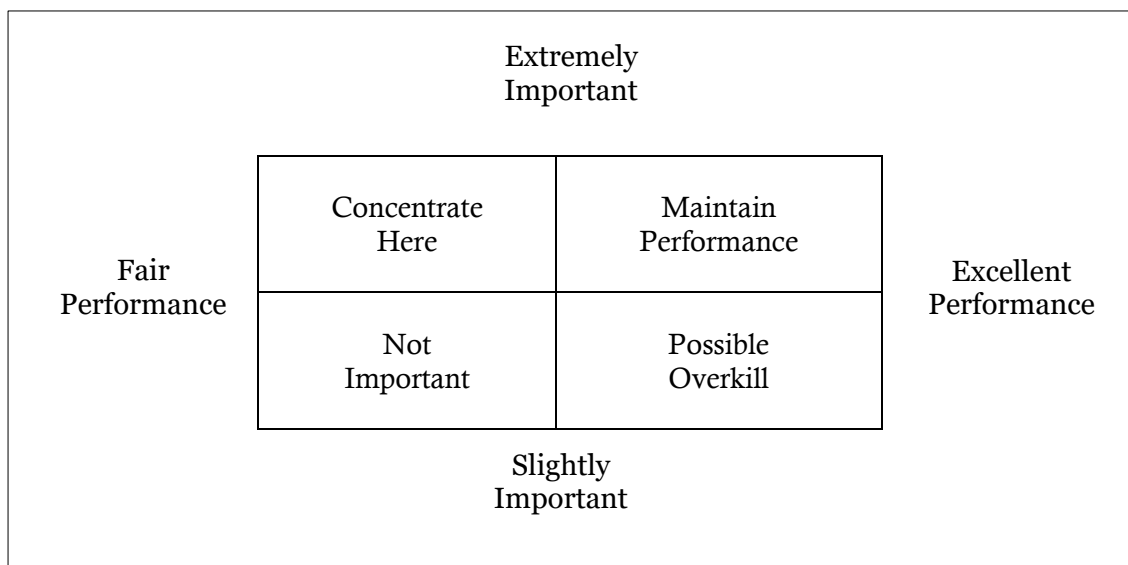 Extremely
Important
Concentrate
Here
Maintain
Performance
Fair
Performance
Excellent
Performance
Not
Important
Possible
Overkill
Slightly
Important